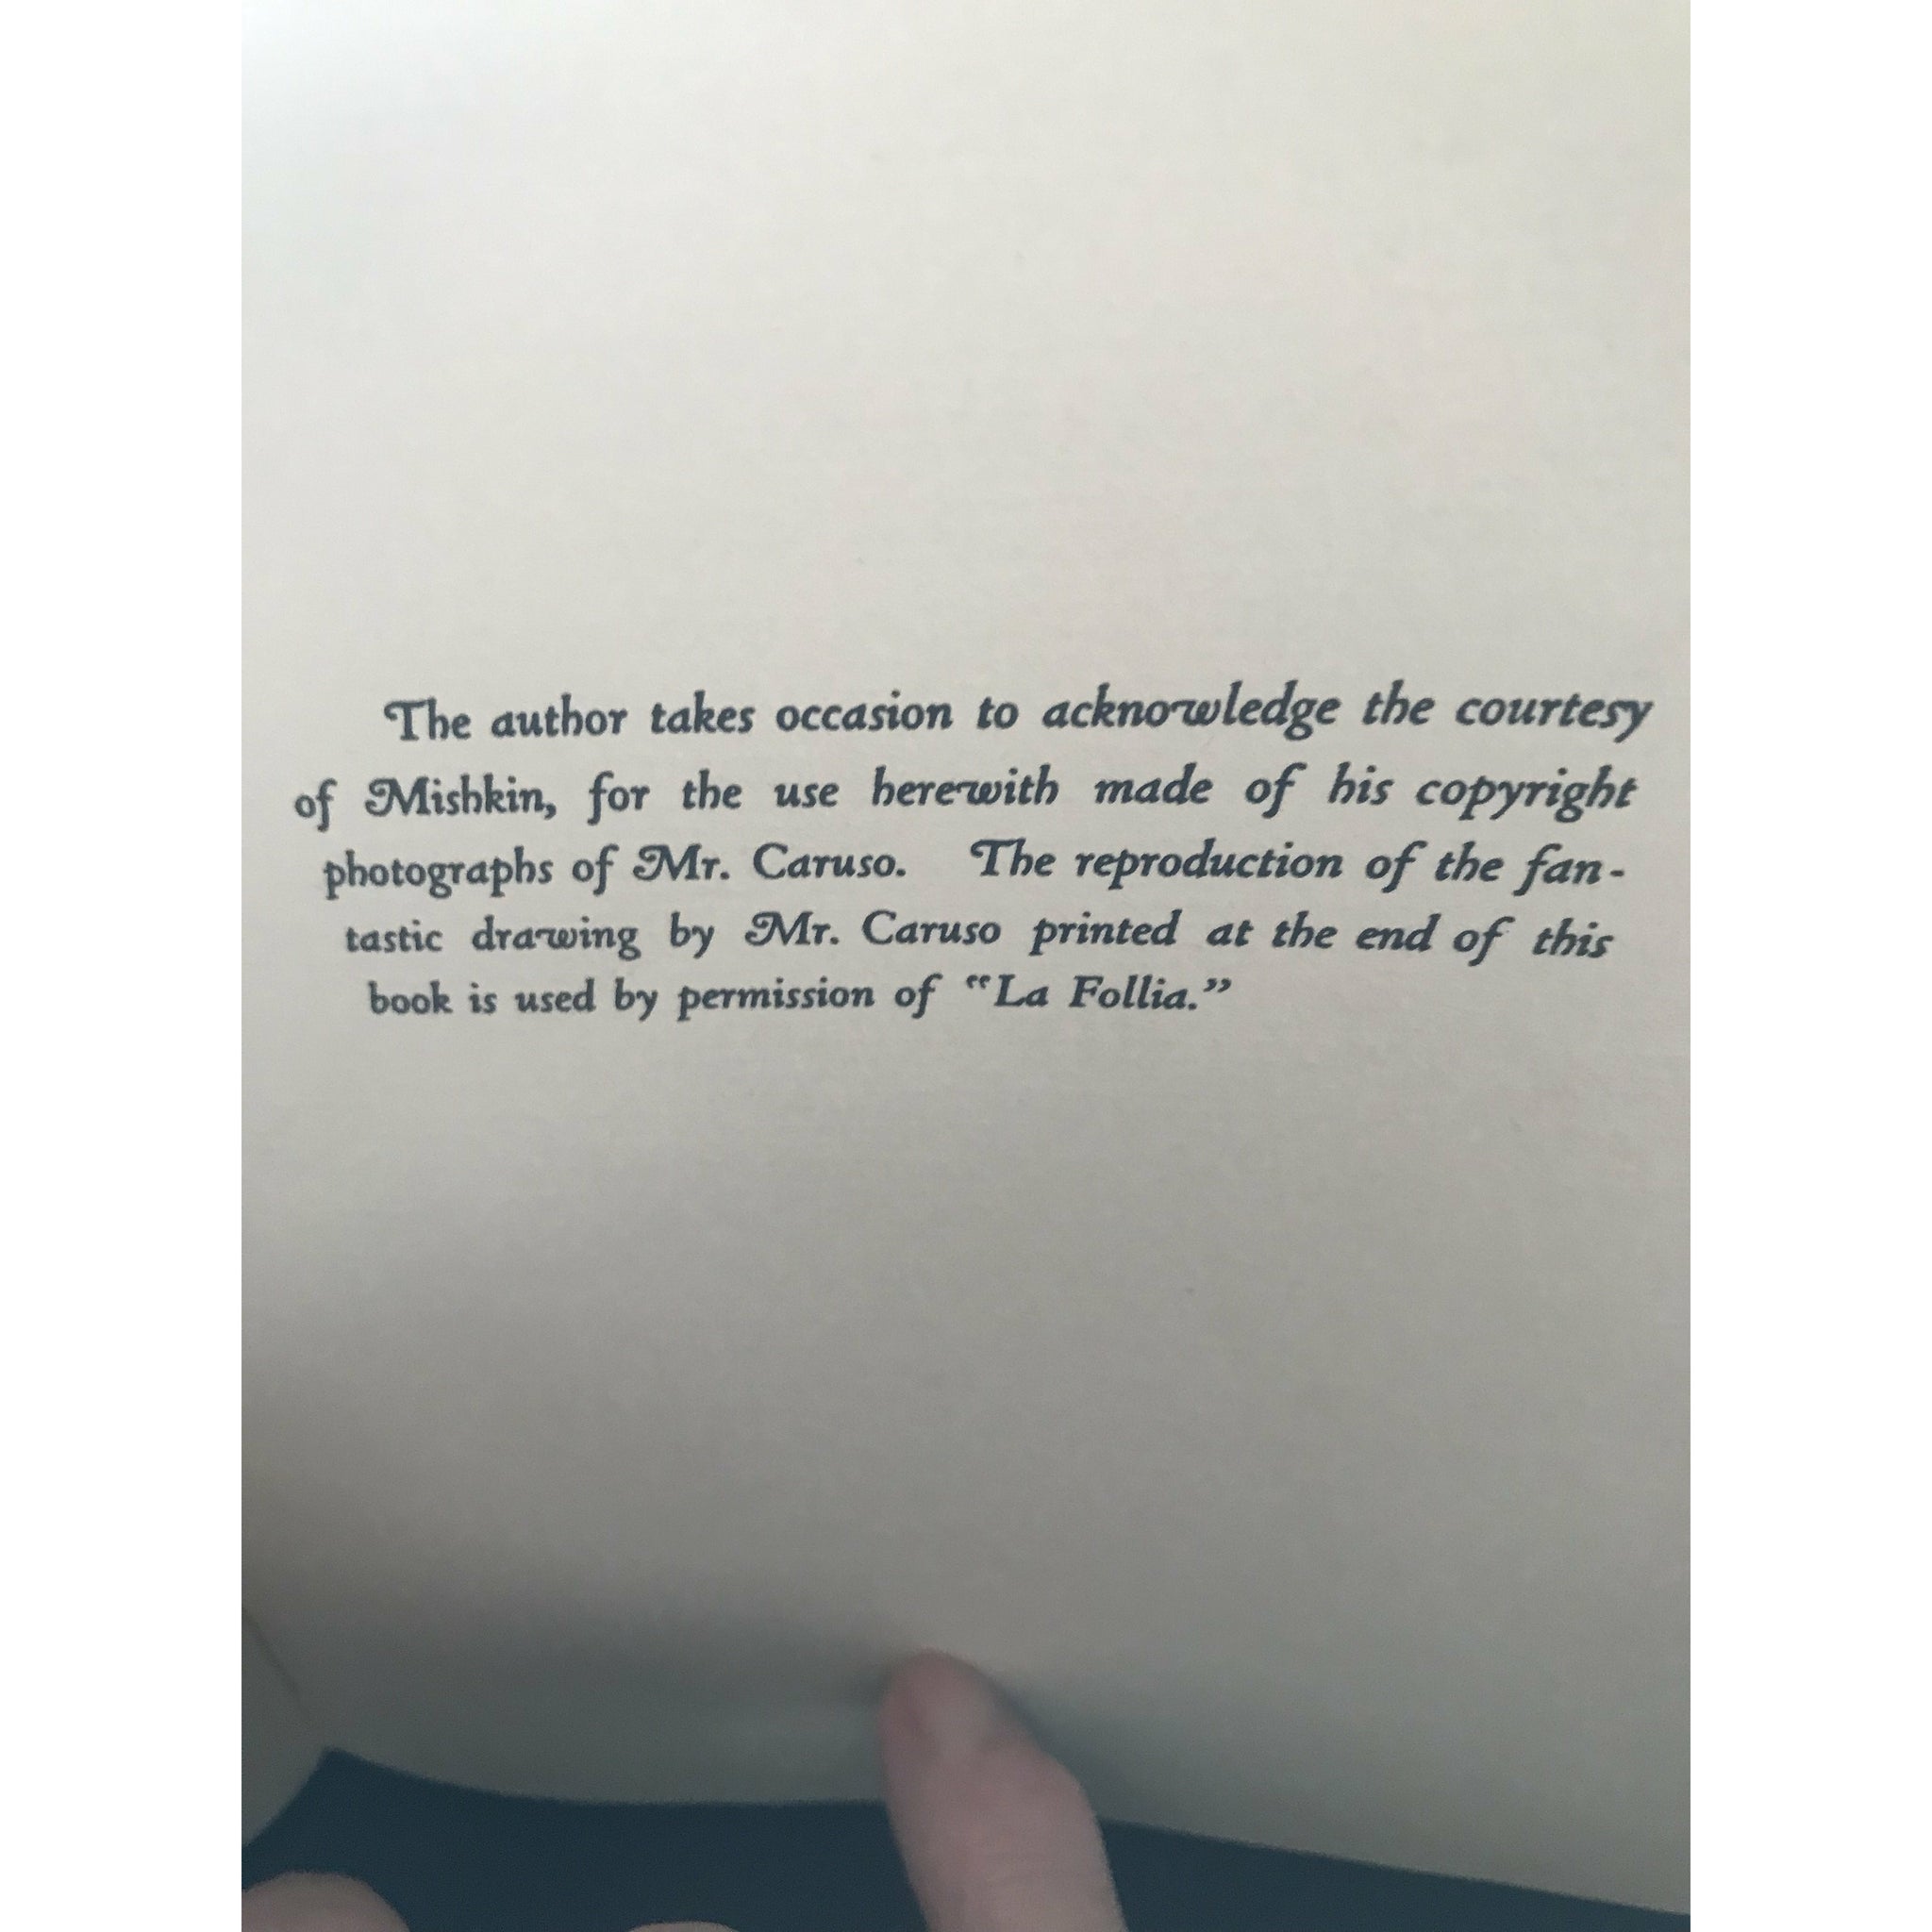 The author takes occasion to acknowledge the courtesy
of Mishkin, for the use herewith made of his copyright
photographs of Mr. Caruso. The reproduction of the fan-
tastic drawing by Mr. Caruso printed at the end of this
book is used by permission of “La Follia.”